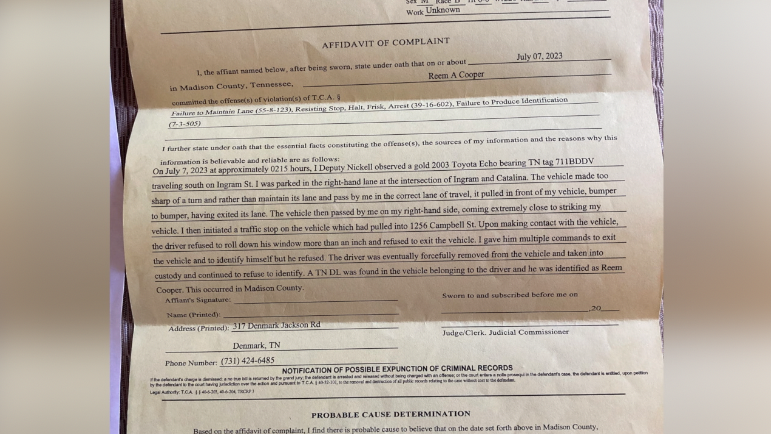 Work Unknown
AFFIDAVIT OF COMPLAINT
I, the affiant named below, after being sworn, state under oath that on or about July 07, 2023
in Madison County, Tennessee, Reem A Cooper
committed the offense(s) of violation(s) of T.C.A. §
Failure to Maintain Lane (55-8-123), Resisting Stop, Halt, Frisk, Arrest (39-16-602), Failure to Produce Identification
(7-3-505)
I further state under oath that the essential facts constituting the offense(s), the sources of my information and the reasons why this
information is believable and reliable are as follows:
On July 7, 2023 at approximately 0215 hours, I Deputy Nickell observed a gold 2003 Toyota Echo bearing TN tag 711BDDV
traveling south on Ingram St. I was parked in the right-hand lane at the intersection of Ingram and Catalina. The vehicle made too
sharp of a turn and rather than maintain its lane and pass by me in the correct lane of travel, it pulled in front of my vehicle, bumper
to bumper, having exited its lane. The vehicle then passed by me on my right-hand side, coming extremely close to striking my
vehicle. I then initiated a traffic stop on the vehicle which had pulled into 1256 Campbell St. Upon making contact with the vehicle,
the driver refused to roll down his window more than an inch and refused to exit the vehicle. I gave him multiple commands to exit
the vehicle and to identify himself but he refused. The driver was eventually forcefully removed from the vehicle and taken into
custody and continued to refuse to identify. A TN DL was found in the vehicle belonging to the driver and he was identified as Reem
Cooper. This occurred in Madison County.
Affiant's Signature:
Sworn to and subscribed before me on
Name (Printed):
,20
Address (Printed): 317 Denmark Jackson Rd
Judge/Clerk. Judicial Commissioner
Denmark, TN
Phone Number: (731) 424-6485
NOTIFICATION OF POSSIBLE EXPUNCTION OF CRIMINAL RECORDS
PROBABLE CAUSE DETERMINATION
Based on the affidavit of complaint, I find there is probable cause to believe that on the date set forth above in Madison County,